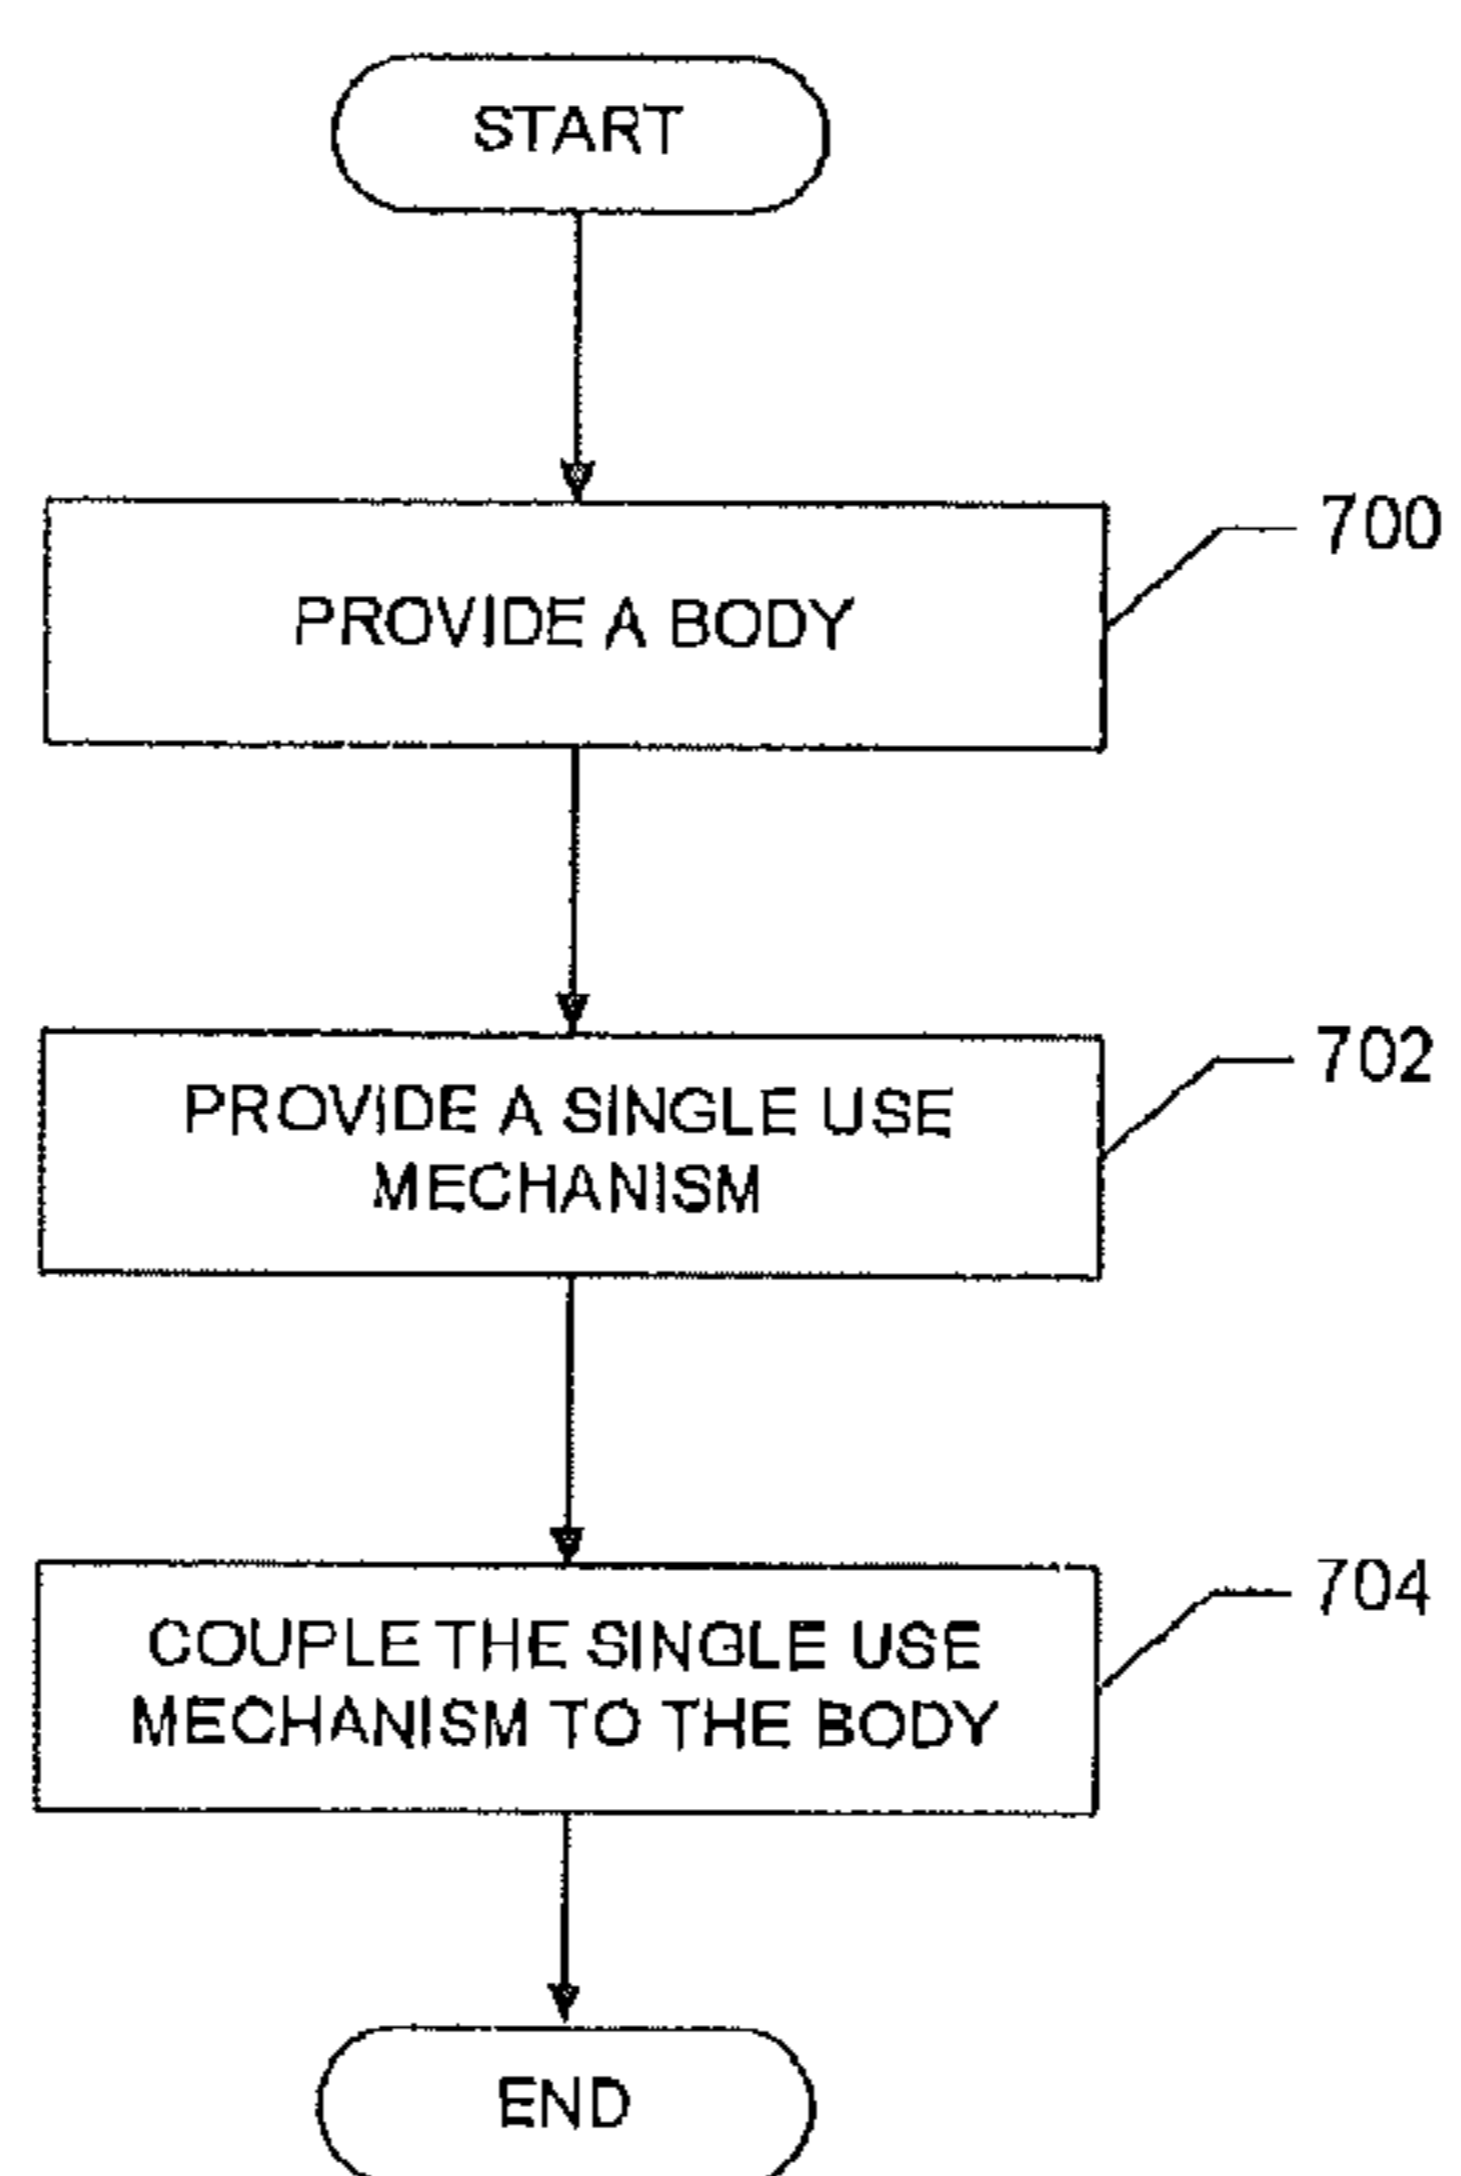 START
PROVIDE A BODY
700
PROVIDE A SINGLE USE
MECHANISM
702
COUPLE THE SINGLE USE
MECHANISM TO THE BODY
704
END